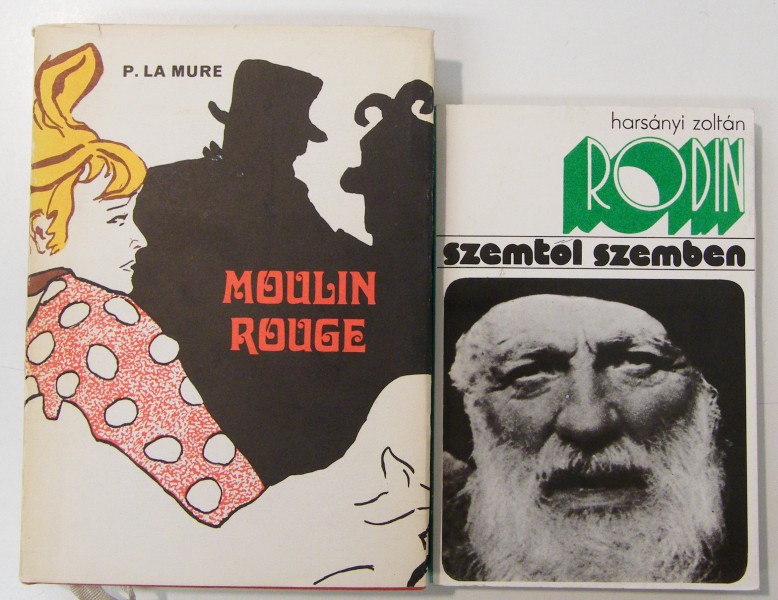 P. LA MURE
MOULIN
ROUGE
harsányi zoltán
RODIN
szemtől szemben